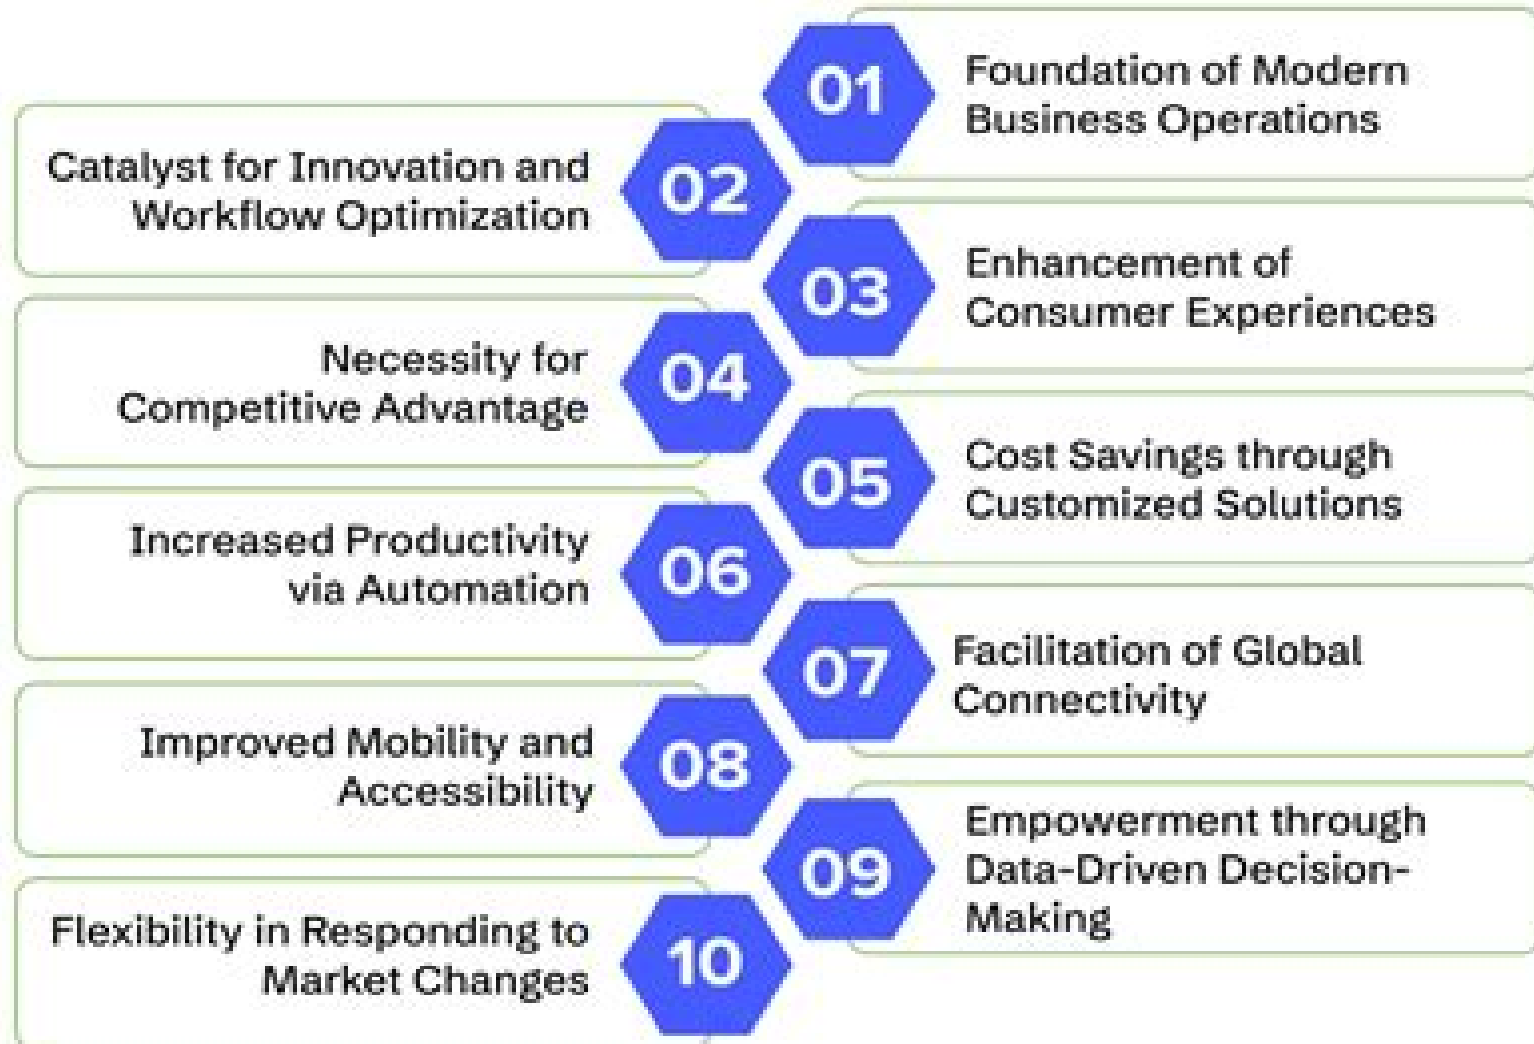 01
Foundation of Modern
Business Operations
02
Catalyst for Innovation and
Workflow Optimization
03
Enhancement of
Consumer Experiences
04
Necessity for
Competitive Advantage
05
Cost Savings through
Customized Solutions
06
Increased Productivity
via Automation
07
Facilitation of Global
Connectivity
08
Improved Mobility and
Accessibility
09
Empowerment through
Data-Driven Decision-
Making
10
Flexibility in Responding to
Market Changes